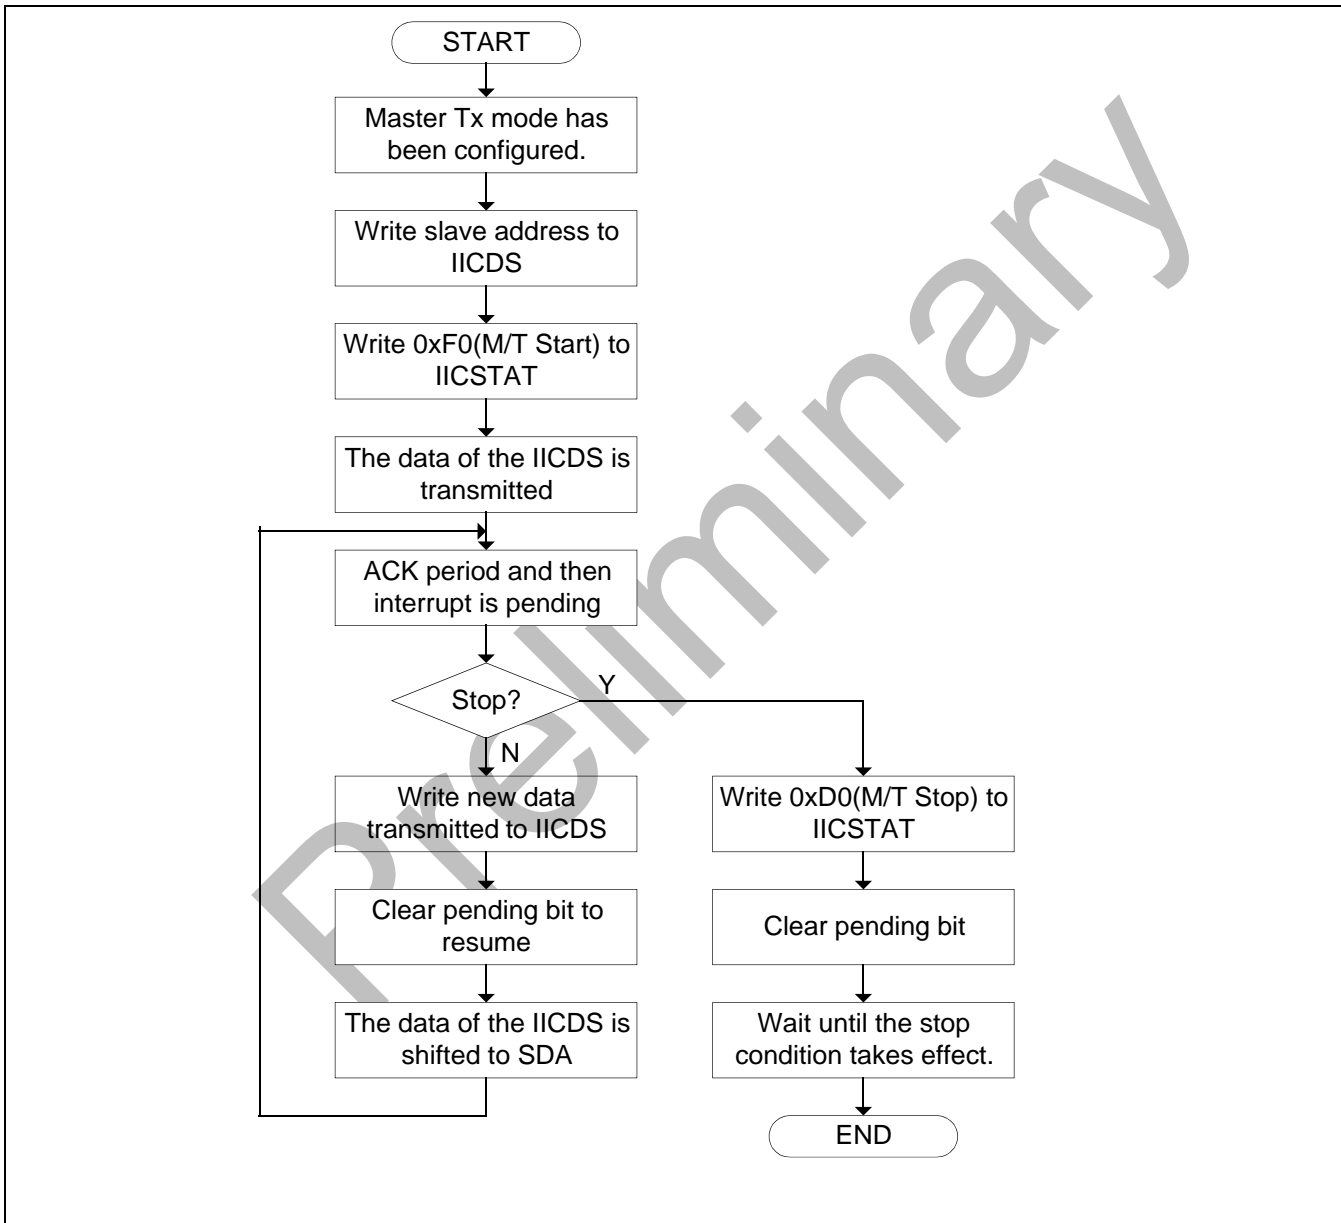 START
Master Tx mode has
been configured.
Write slave address to
IICDS
Write 0xF0(M/T Start) to
IICSTAT
The data of the IICDS is
transmitted
ACK period and then
interrupt is pending
Stop?
Y
N
Write new data
transmitted to IICDS
Clear pending bit to
resume
The data of the IICDS is
shifted to SDA
Write 0xD0(M/T Stop) to
IICSTAT
Clear pending bit
Wait until the stop
condition takes effect.
END
Preliminary